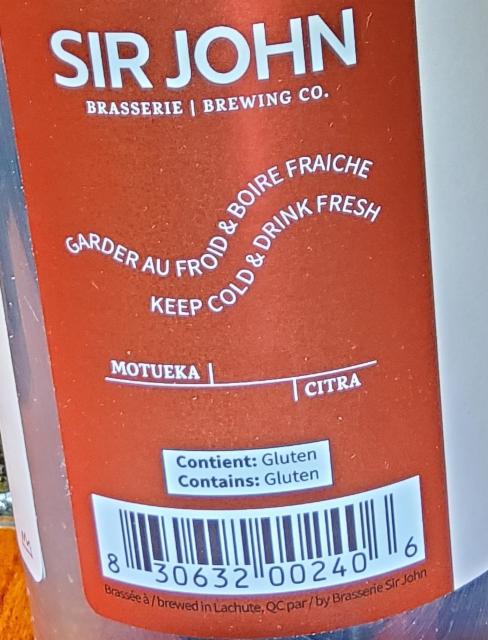 SIR JOHN
BRASSERIE | BREWING CO.
GARDER AU FROID & BOIRE FRAICHE
KEEP COLD & DRINK FRESH
MOTUEKA
CITRA
Contient: Gluten
Contains: Gluten
8 30632 00240 6
Brassée à / brewed in Lachute, QC par / by Brasserie Sir John